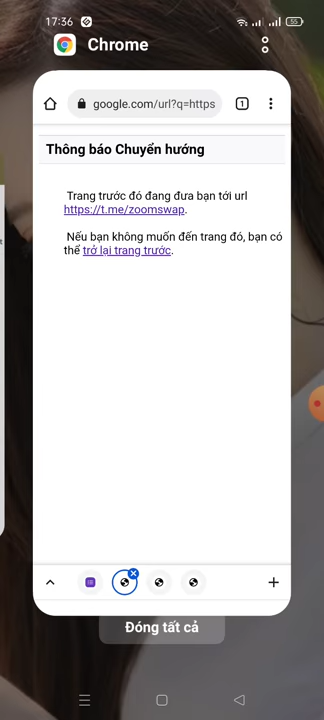 17:36
55
Chrome
google.com/url?q=https
1
Thông báo Chuyển hướng
Trang trước đó đang đưa bạn tới url
https://t.me/zoomswap.
Nếu bạn không muốn đến trang đó, bạn có
thể trở lại trang trước.
Đóng tất cả